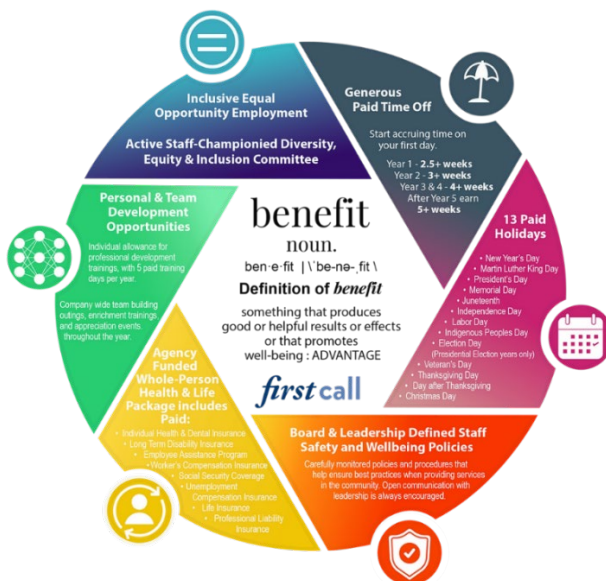 Inclusive Equal
Opportunity Employment
Active Staff-Championied Diversity,
Equity & Inclusion Committee
Generous
Paid Time Off
Start accruing time on
your first day.
Year 1 - 2.5+ weeks
Year 2 - 3+ weeks
Year 3 & 4 - 4+ weeks
After Year 5 earn
5+ weeks
13 Paid
Holidays
• New Year's Day
• Martin Luther King Day
• President's Day
• Memorial Day
• Juneteenth
• Independence Day
• Labor Day
• Indigenous Peoples Day
• Election Day
(Presidential Election years only)
• Veteran's Day
• Thanksgiving Day
• Day after Thanksgiving
• Christmas Day
Board & Leadership Defined Staff
Safety and Wellbeing Policies
Carefully monitored policies and procedures that
help ensure best practices when providing services
in the community. Open communication with
leadership is always encouraged.
Agency
Funded
Whole-Person
Health & Life
Package includes
Paid:
• Individual Health & Dental Insurance
• Long Term Disability Insurance
• Employee Assistance Program
• Worker's Compensation Insurance
• Social Security Coverage
• Unemployment
Compensation Insurance
• Life Insurance
• Professional Liability
Insurance
Personal & Team
Development
Opportunities
Individual allowance for
professional development
trainings, with 5 paid training
days per year.
Company wide team building
outings, enrichment trainings,
and appreciation events
throughout the year.
benefit
noun.
ben·e·fit | \ˈbe-nə-ˌfit \
Definition of benefit
something that produces
good or helpful results or effects
or that promotes
well-being : ADVANTAGE
first call